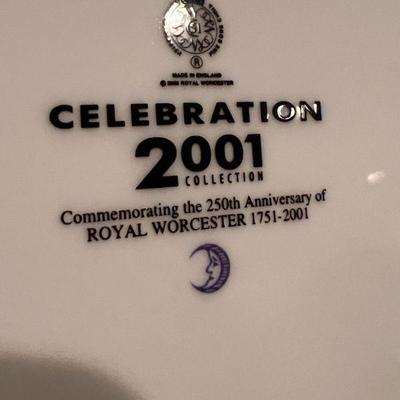 ®
MADE IN ENGLAND
© 2000 ROYAL WORCESTER
CELEBRATION
2001
COLLECTION
Commemorating the 250th Anniversary of
ROYAL WORCESTER 1751-2001